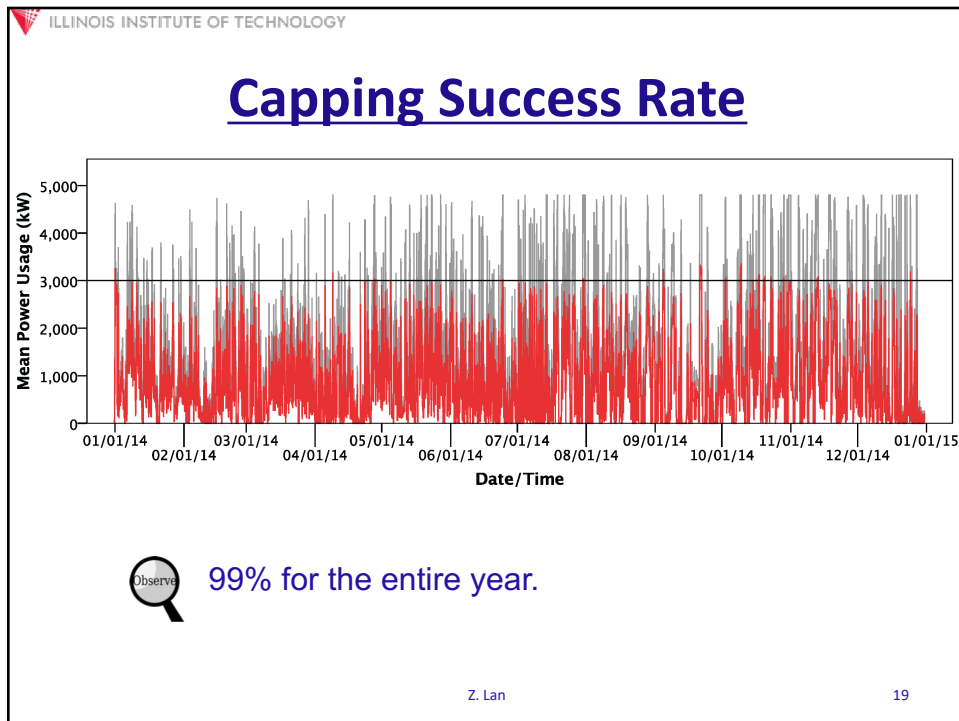 ILLINOIS INSTITUTE OF TECHNOLOGY
Capping Success Rate
Mean Power Usage (kW)
5,000
4,000
3,000
2,000
1,000
0
01/01/14 03/01/14 05/01/14 07/01/14 09/01/14 11/01/14 01/01/15
02/01/14 04/01/14 06/01/14 08/01/14 10/01/14 12/01/14
Date/Time
Observe
99% for the entire year.
Z. Lan 19